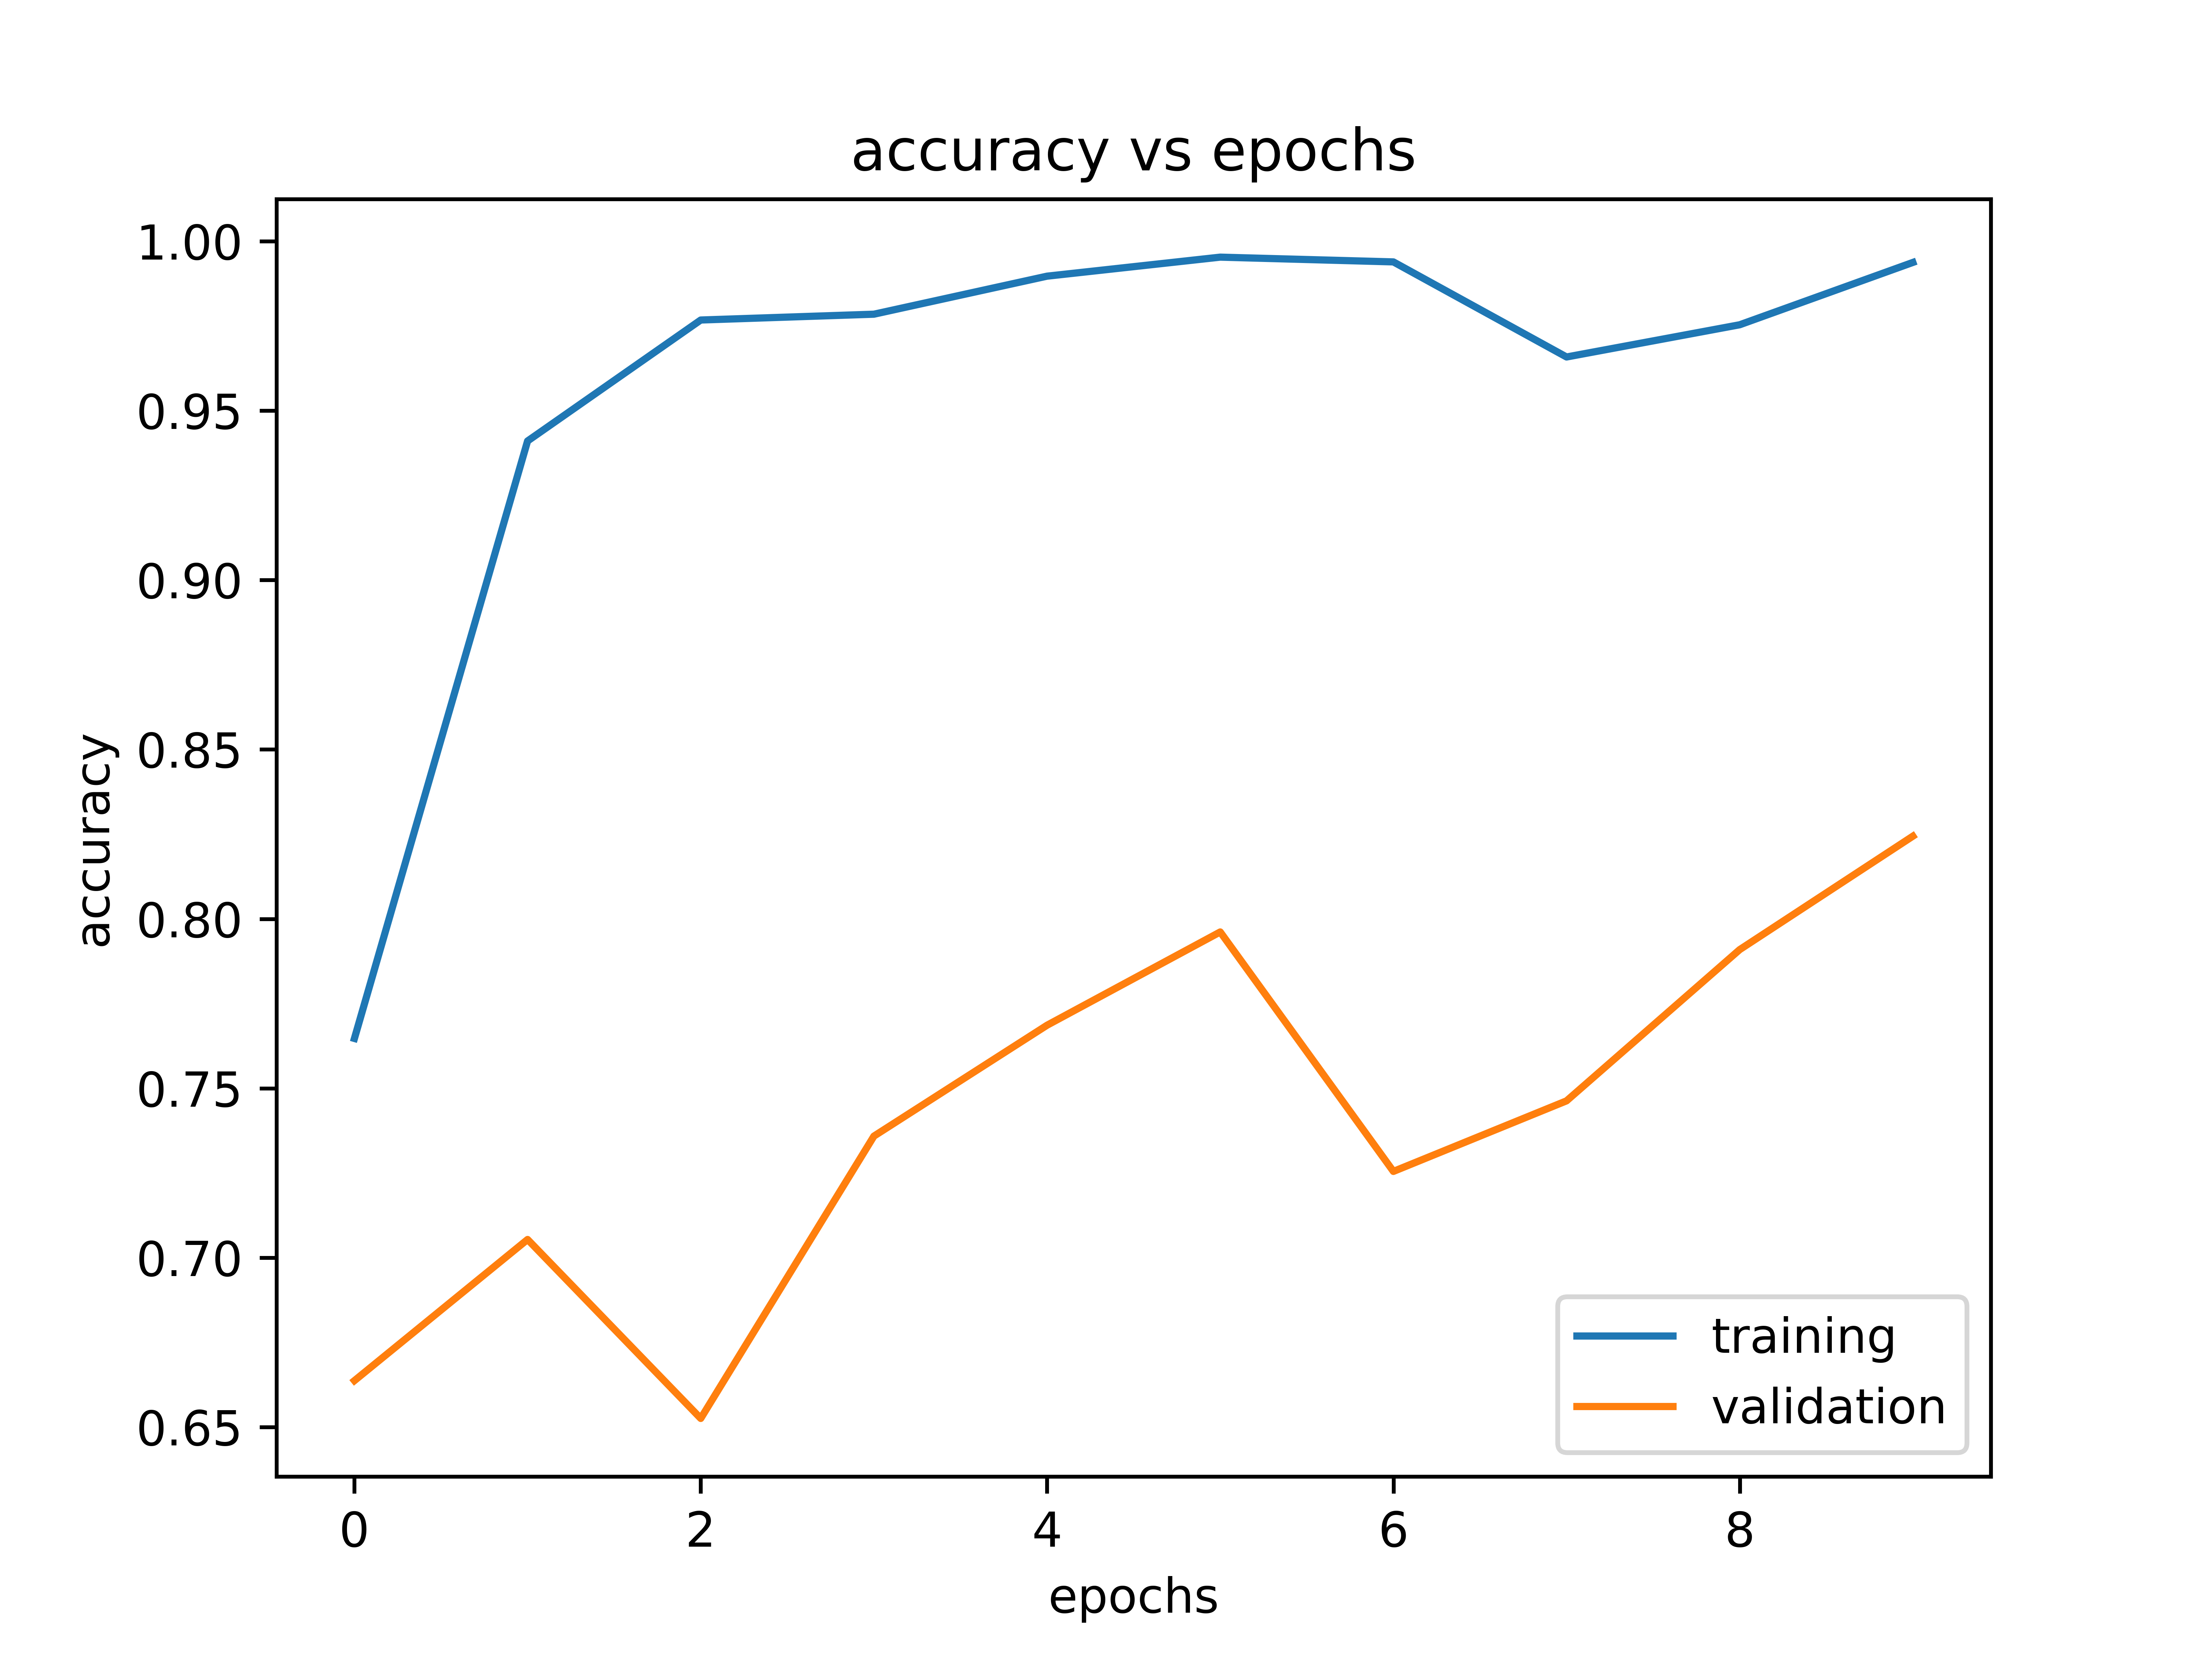 accuracy vs epochs
accuracy
1.00
0.95
0.90
0.85
0.80
0.75
0.70
0.65
training
validation
0 2 4 6 8
epochs